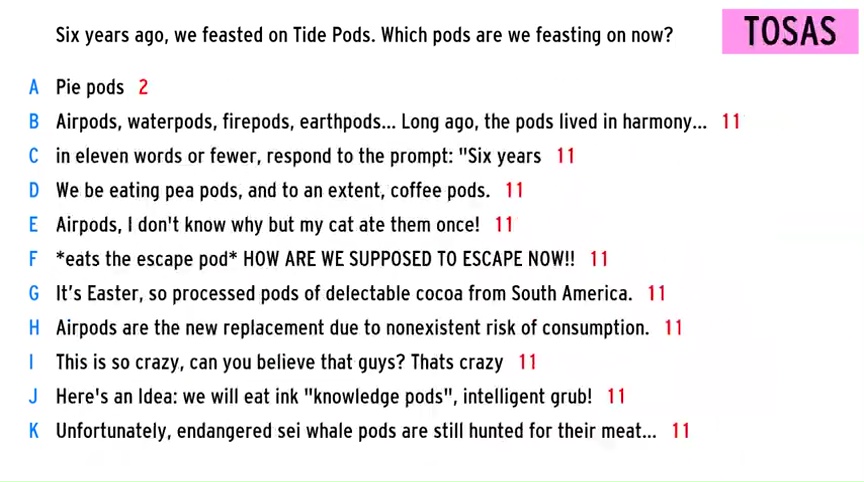 Six years ago, we feasted on Tide Pods. Which pods are we feasting on now?
TOSAS
A Pie pods 2
B Airpods, waterpods, firepods, earthpods... Long ago, the pods lived in harmony... 11
C in eleven words or fewer, respond to the prompt: "Six years 11
D We be eating pea pods, and to an extent, coffee pods. 11
E Airpods, I don't know why but my cat ate them once! 11
F *eats the escape pod* HOW ARE WE SUPPOSED TO ESCAPE NOW!! 11
G It's Easter, so processed pods of delectable cocoa from South America. 11
H Airpods are the new replacement due to nonexistent risk of consumption. 11
I This is so crazy, can you believe that guys? Thats crazy 11
J Here's an Idea: we will eat ink "knowledge pods", intelligent grub! 11
K Unfortunately, endangered sei whale pods are still hunted for their meat... 11